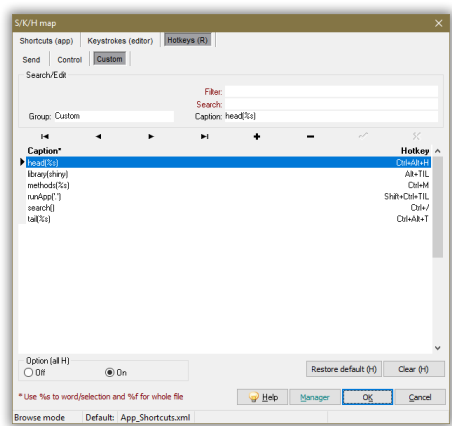 S/K/H map
Shortcuts (app) Keystrokes (editor) Hotkeys (R)
Send Control Custom
Search/Edit
Filter:
Search:
Group: Custom Caption: head(%s)
Caption* Hotkey
head(%s) Ctrl+Alt+H
library(shiny) Alt+TIL
methods(%s) Ctrl+M
runApp('.') Shift+Ctrl+TIL
search() Ctrl+/
tail(%s) Ctrl+Alt+T
Option (all H)
Off On
Restore default (H) Clear (H)
* Use %s to word/selection and %f for whole file
Help Manager OK Cancel
Browse mode Default: App_Shortcuts.xml